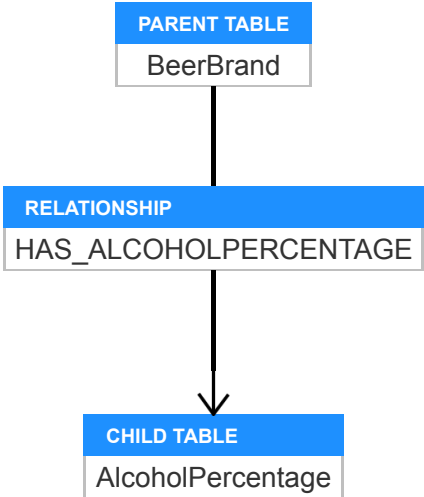 PARENT TABLE
BeerBrand
RELATIONSHIP
HAS_ALCOHOLPERCENTAGE
CHILD TABLE
AlcoholPercentage